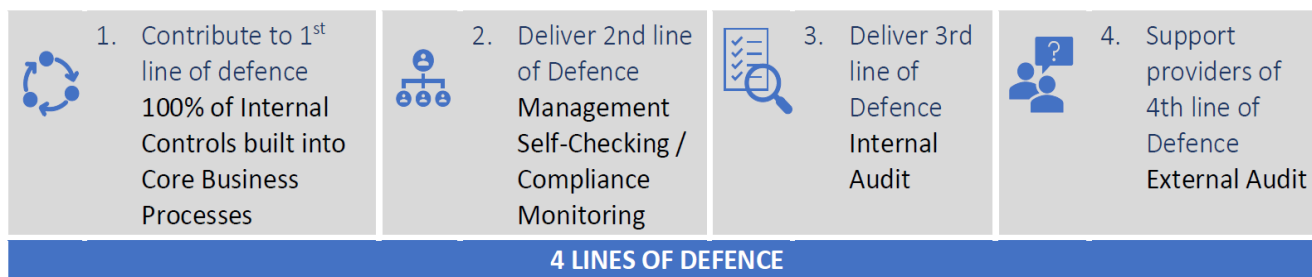 1. Contribute to 1st
line of defence
100% of Internal
Controls built into
Core Business
Processes
2. Deliver 2nd line
of Defence
Management
Self-Checking /
Compliance
Monitoring
3. Deliver 3rd
line of
Defence
Internal
Audit
?
4. Support
providers of
4th line of
Defence
External Audit
4 LINES OF DEFENCE